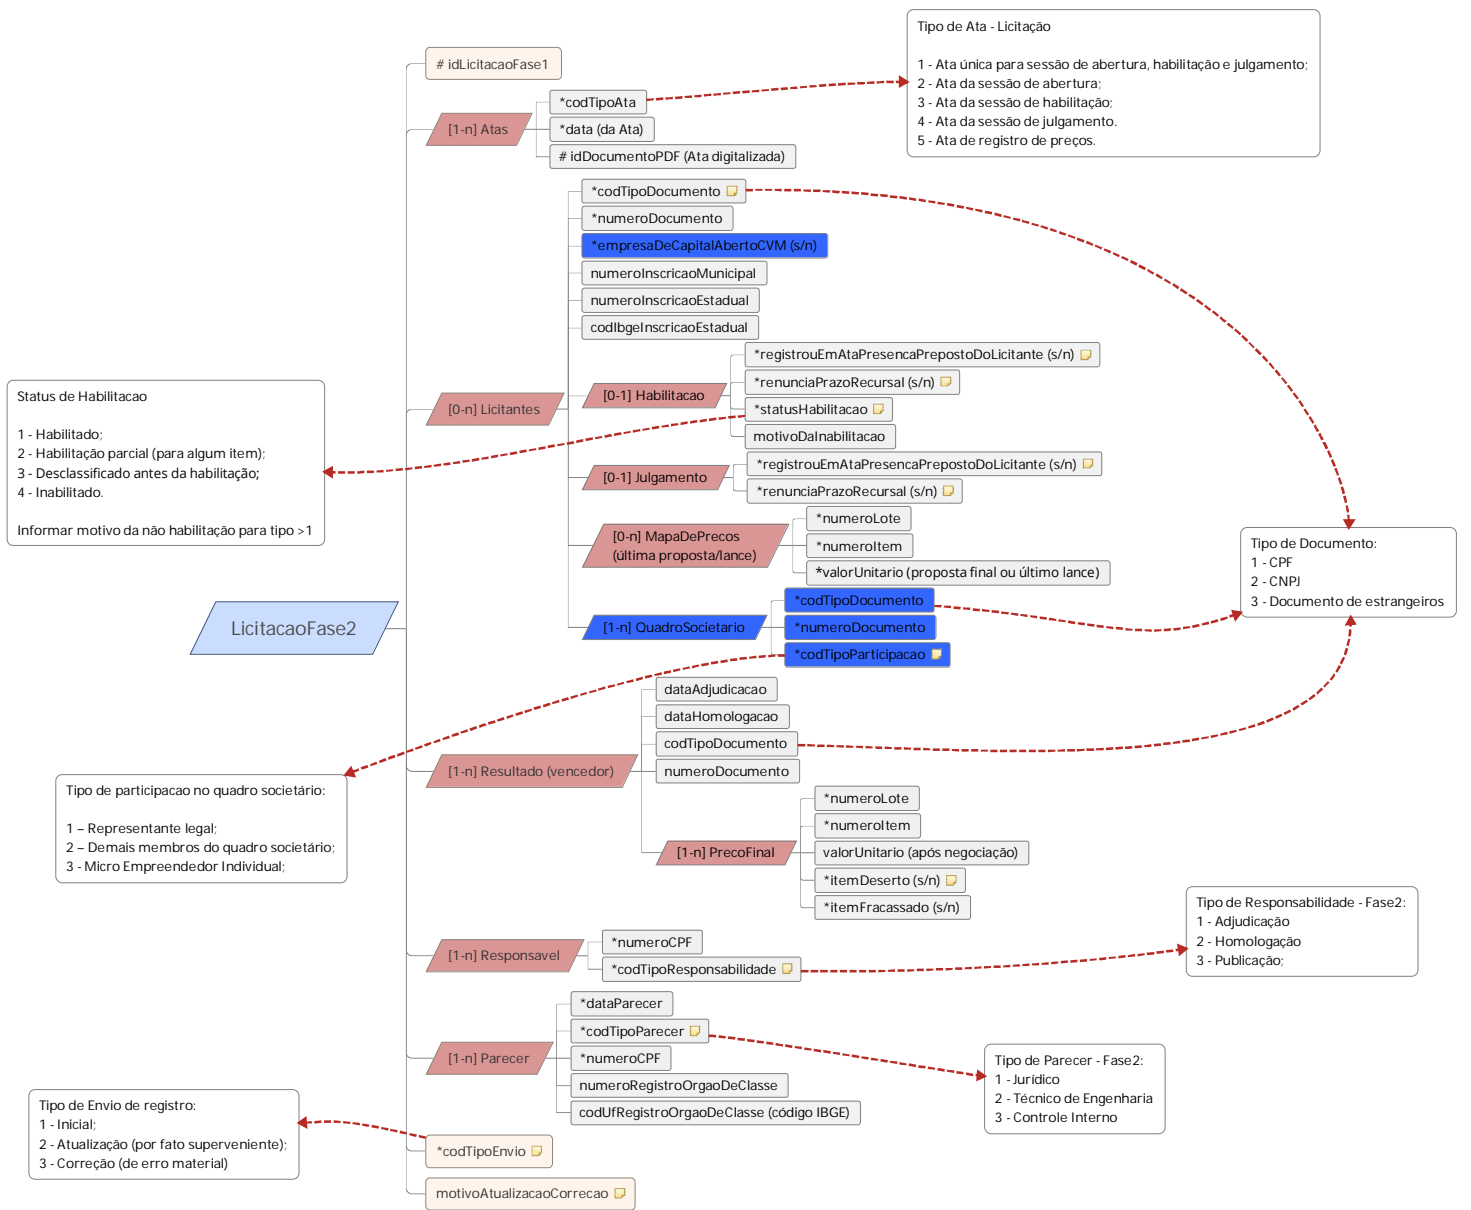 Tipo de Ata - Licitação
1 - Ata única para sessão de abertura, habilitação e julgamento;
2 - Ata da sessão de abertura;
3 - Ata da sessão de habilitação;
4 - Ata da sessão de julgamento.
5 - Ata de registro de preços.
# idLicitacaoFase1
[1-n] Atas
*codTipoAta
*data (da Ata)
# idDocumentoPDF (Ata digitalizada)
[0-n] Licitantes
*codTipoDocumento
*numeroDocumento
*empresaDeCapitalAbertoCVM (s/n)
numeroInscricaoMunicipal
numeroInscricaoEstadual
codIbgeInscricaoEstadual
[0-1] Habilitacao
*registrouEmAtaPresencaPrepostoDoLicitante (s/n)
*renunciaPrazoRecursal (s/n)
*statusHabilitacao
motivoDaInabilitacao
Status de Habilitacao
1 - Habilitado;
2 - Habilitação parcial (para algum item);
3 - Desclassificado antes da habilitação;
4 - Inabilitado.
Informar motivo da não habilitação para tipo >1
[0-1] Julgamento
*registrouEmAtaPresencaPrepostoDoLicitante (s/n)
*renunciaPrazoRecursal (s/n)
[0-n] MapaDePrecos
(última proposta/lance)
*numeroLote
*numeroItem
*valorUnitario (proposta final ou último lance)
Tipo de Documento:
1 - CPF
2 - CNPJ
3 - Documento de estrangeiros
LicitacaoFase2
[1-n] QuadroSocietario
*codTipoDocumento
*numeroDocumento
*codTipoParticipacao
[1-n] Resultado (vencedor)
dataAdjudicacao
dataHomologacao
codTipoDocumento
numeroDocumento
Tipo de participacao no quadro societário:
1 – Representante legal;
2 – Demais membros do quadro societário;
3 - Micro Empreendedor Individual;
[1-n] PrecoFinal
*numeroLote
*numeroItem
valorUnitario (após negociação)
*itemDeserto (s/n)
*itemFracassado (s/n)
[1-n] Responsavel
*numeroCPF
*codTipoResponsabilidade
Tipo de Responsabilidade - Fase2:
1 - Adjudicação
2 - Homologação
3 - Publicação;
[1-n] Parecer
*dataParecer
*codTipoParecer
*numeroCPF
numeroRegistroOrgaoDeClasse
codUfRegistroOrgaoDeClasse (código IBGE)
Tipo de Parecer - Fase2:
1 - Jurídico
2 - Técnico de Engenharia
3 - Controle Interno
Tipo de Envio de registro:
1 - Inicial;
2 - Atualização (por fato superveniente);
3 - Correção (de erro material)
*codTipoEnvio
motivoAtualizacaoCorrecao